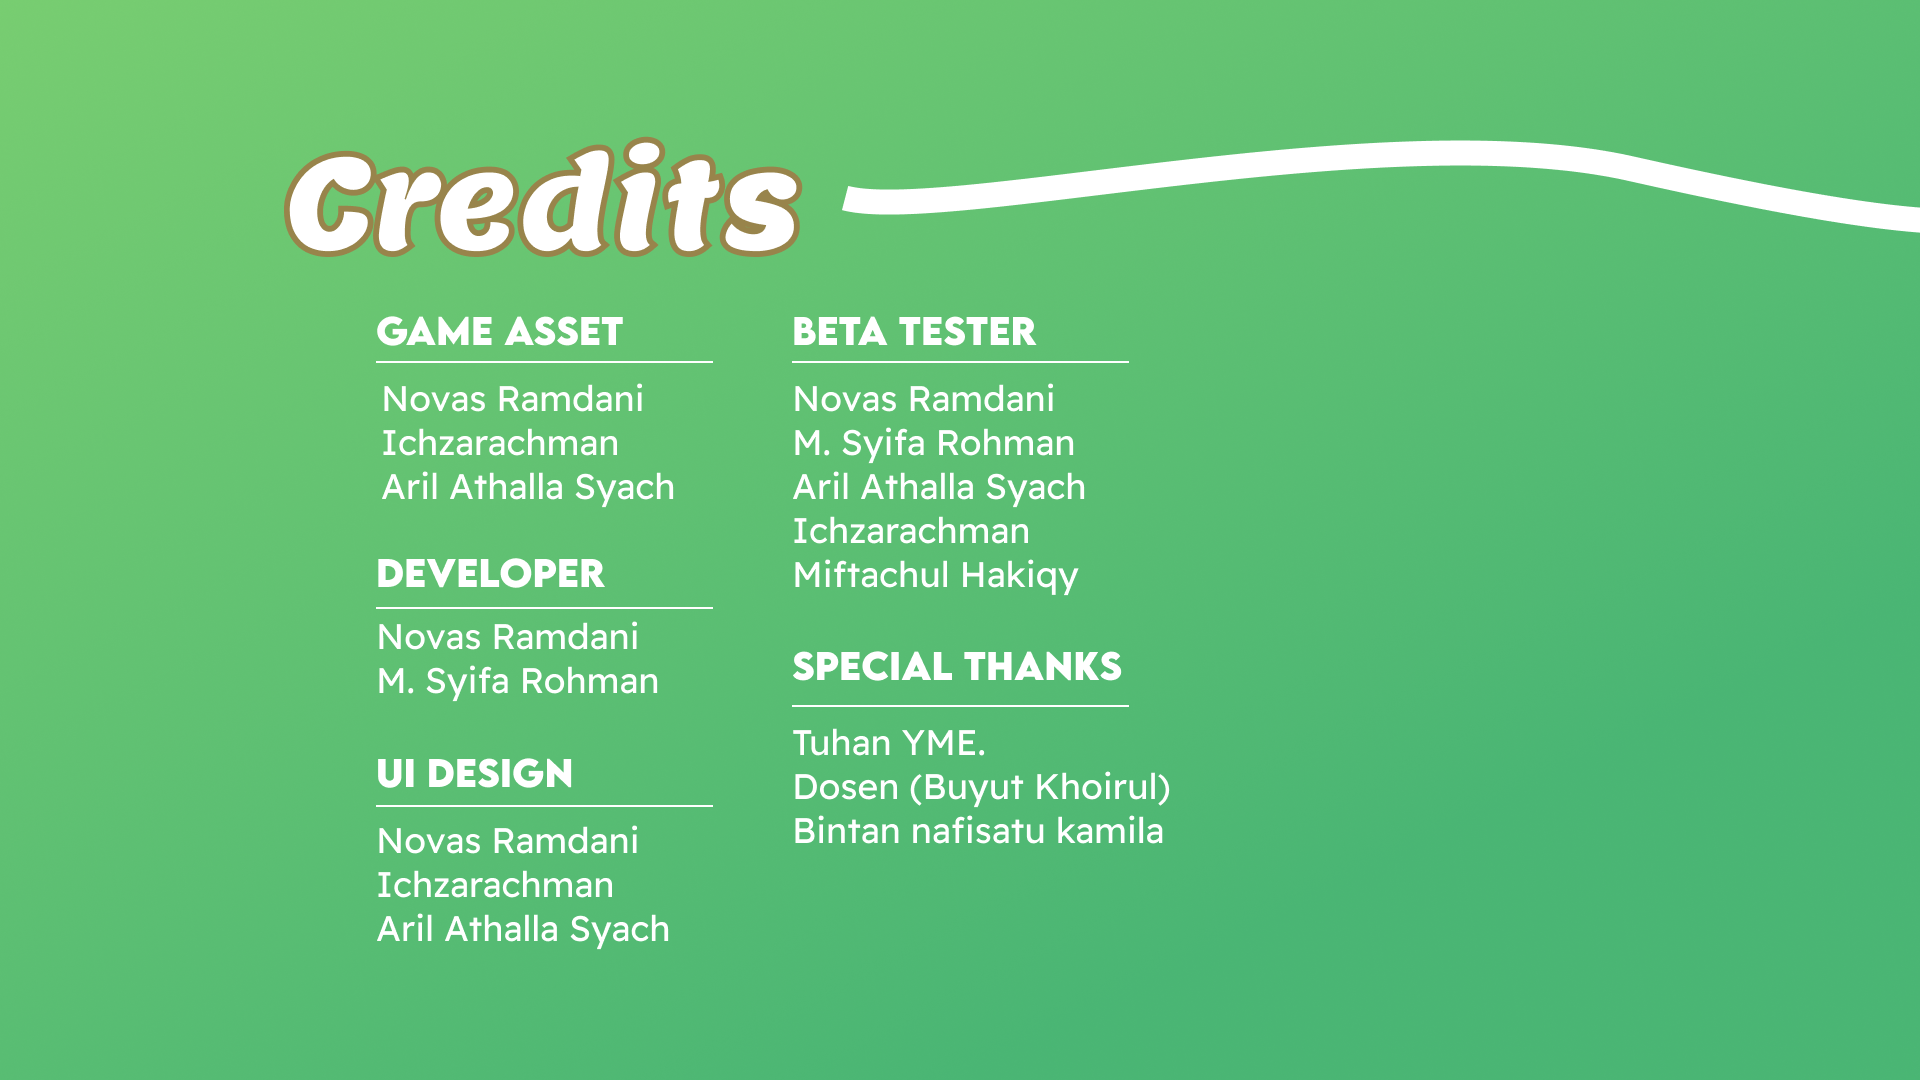 Credits
GAME ASSET
Novas Ramdani
Ichzarachman
Aril Athalla Syach
DEVELOPER
Novas Ramdani
M. Syifa Rohman
UI DESIGN
Novas Ramdani
Ichzarachman
Aril Athalla Syach
BETA TESTER
Novas Ramdani
M. Syifa Rohman
Aril Athalla Syach
Ichzarachman
Miftachul Hakiqy
SPECIAL THANKS
Tuhan YME.
Dosen (Buyut Khoirul)
Bintan nafisatu kamila